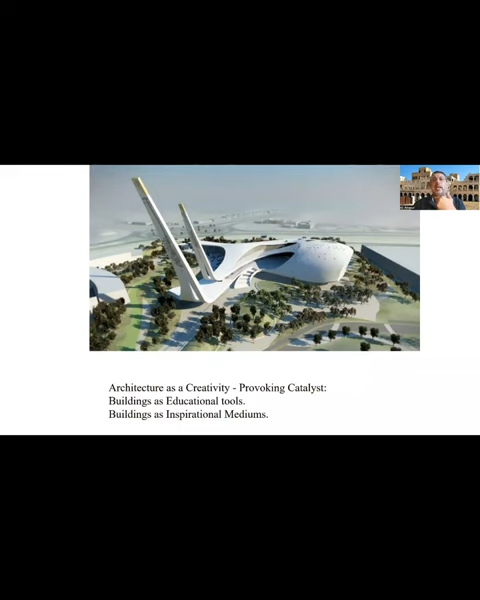 Architecture as a Creativity - Provoking Catalyst:
Buildings as Educational tools.
Buildings as Inspirational Mediums.